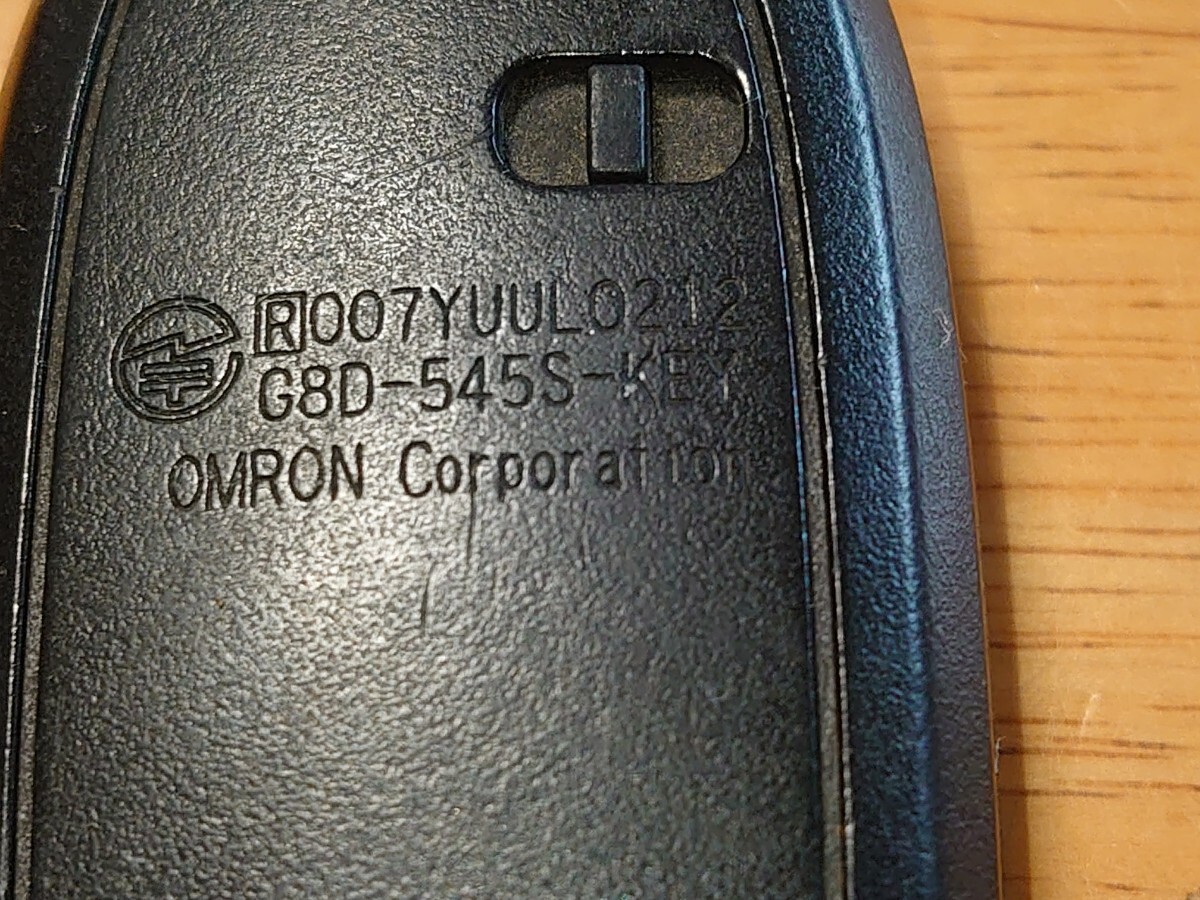 R007YUUL0212
G8D-545S-KEY
OMRON Corporation